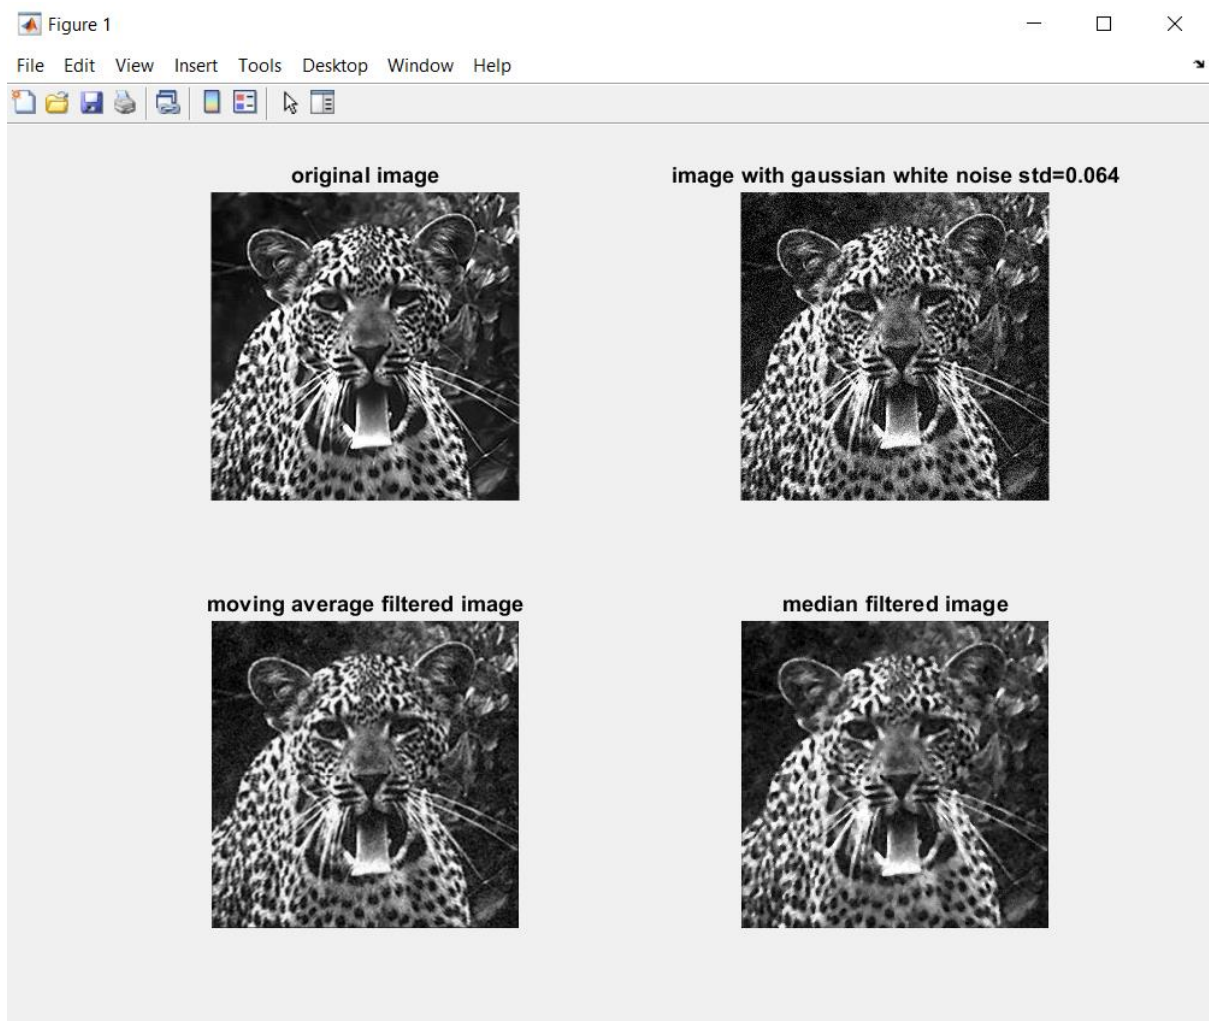 Figure 1
File Edit View Insert Tools Desktop Window Help
original image
image with gaussian white noise std=0.064
moving average filtered image
median filtered image